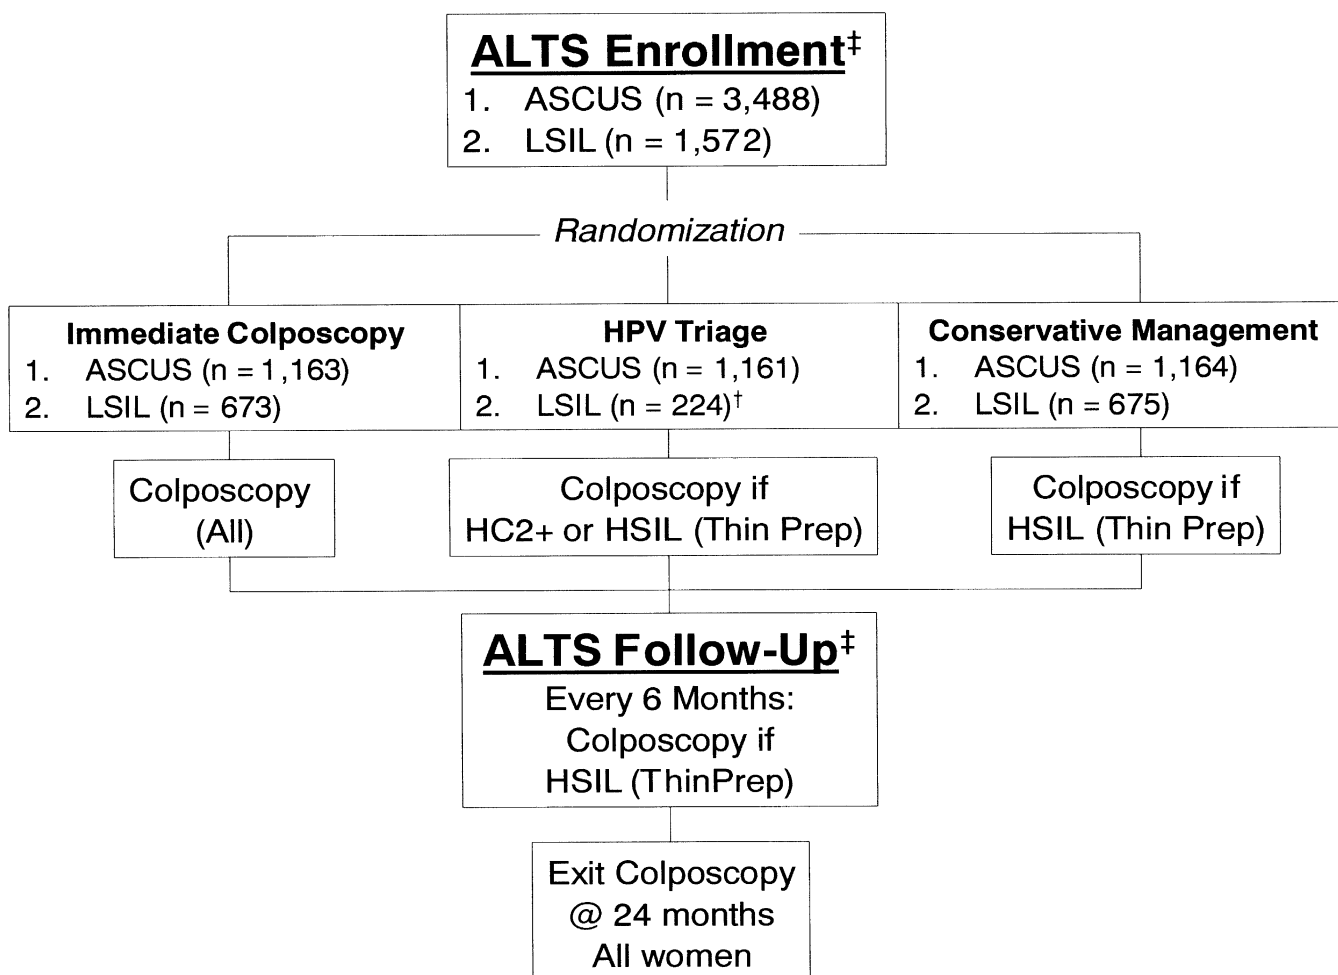 ALTS Enrollment‡
1. ASCUS (n = 3,488)
2. LSIL (n = 1,572)
Randomization
Immediate Colposcopy
1. ASCUS (n = 1,163)
2. LSIL (n = 673)
HPV Triage
1. ASCUS (n = 1,161)
2. LSIL (n = 224)†
Conservative Management
1. ASCUS (n = 1,164)
2. LSIL (n = 675)
Colposcopy
(All)
Colposcopy if
HC2+ or HSIL (Thin Prep)
Colposcopy if
HSIL (Thin Prep)
ALTS Follow-Up‡
Every 6 Months:
Colposcopy if
HSIL (ThinPrep)
Exit Colposcopy
@ 24 months
All women